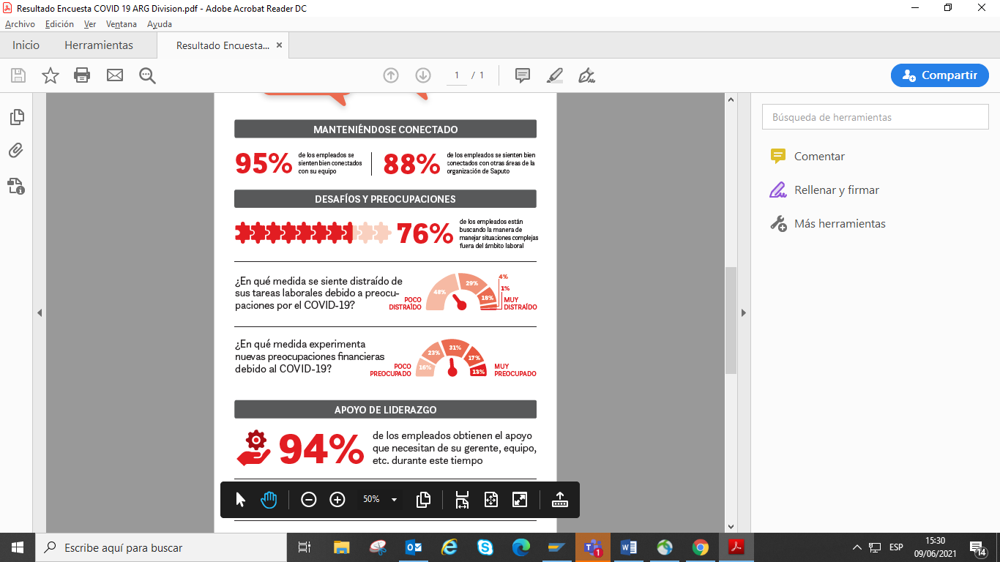 Resultado Encuesta COVID 19 ARG Division.pdf - Adobe Acrobat Reader DC
Archivo Edición Ver Ventana Ayuda
Inicio Herramientas Resultado Encuesta... ×
1 / 1
Compartir
Búsqueda de herramientas
Comentar
Rellenar y firmar
Más herramientas
MANTENIÉNDOSE CONECTADO
95% de los empleados se
sienten bien conectados
con su equipo
88% de los empleados se sienten bien
conectados con otras áreas de la
organización de Saputo
DESAFÍOS Y PREOCUPACIONES
76% de los empleados están
buscando la manera de
manejar situaciones complejas
fuera del ámbito laboral
¿En qué medida se siente distraído de
sus tareas laborales debido a preocu-
paciones por el COVID-19?
POCO
DISTRAÍDO
48%
29%
18%
4%
1%
MUY
DISTRAÍDO
¿En qué medida experimenta
nuevas preocupaciones financieras
debido al COVID-19?
POCO
PREOCUPADO
16%
23%
31%
17%
13%
MUY
PREOCUPADO
APOYO DE LIDERAZGO
94% de los empleados obtienen el apoyo
que necesitan de su gerente, equipo,
etc. durante este tiempo
50%
Escribe aquí para buscar
1
ESP
15:30
09/06/2021
14